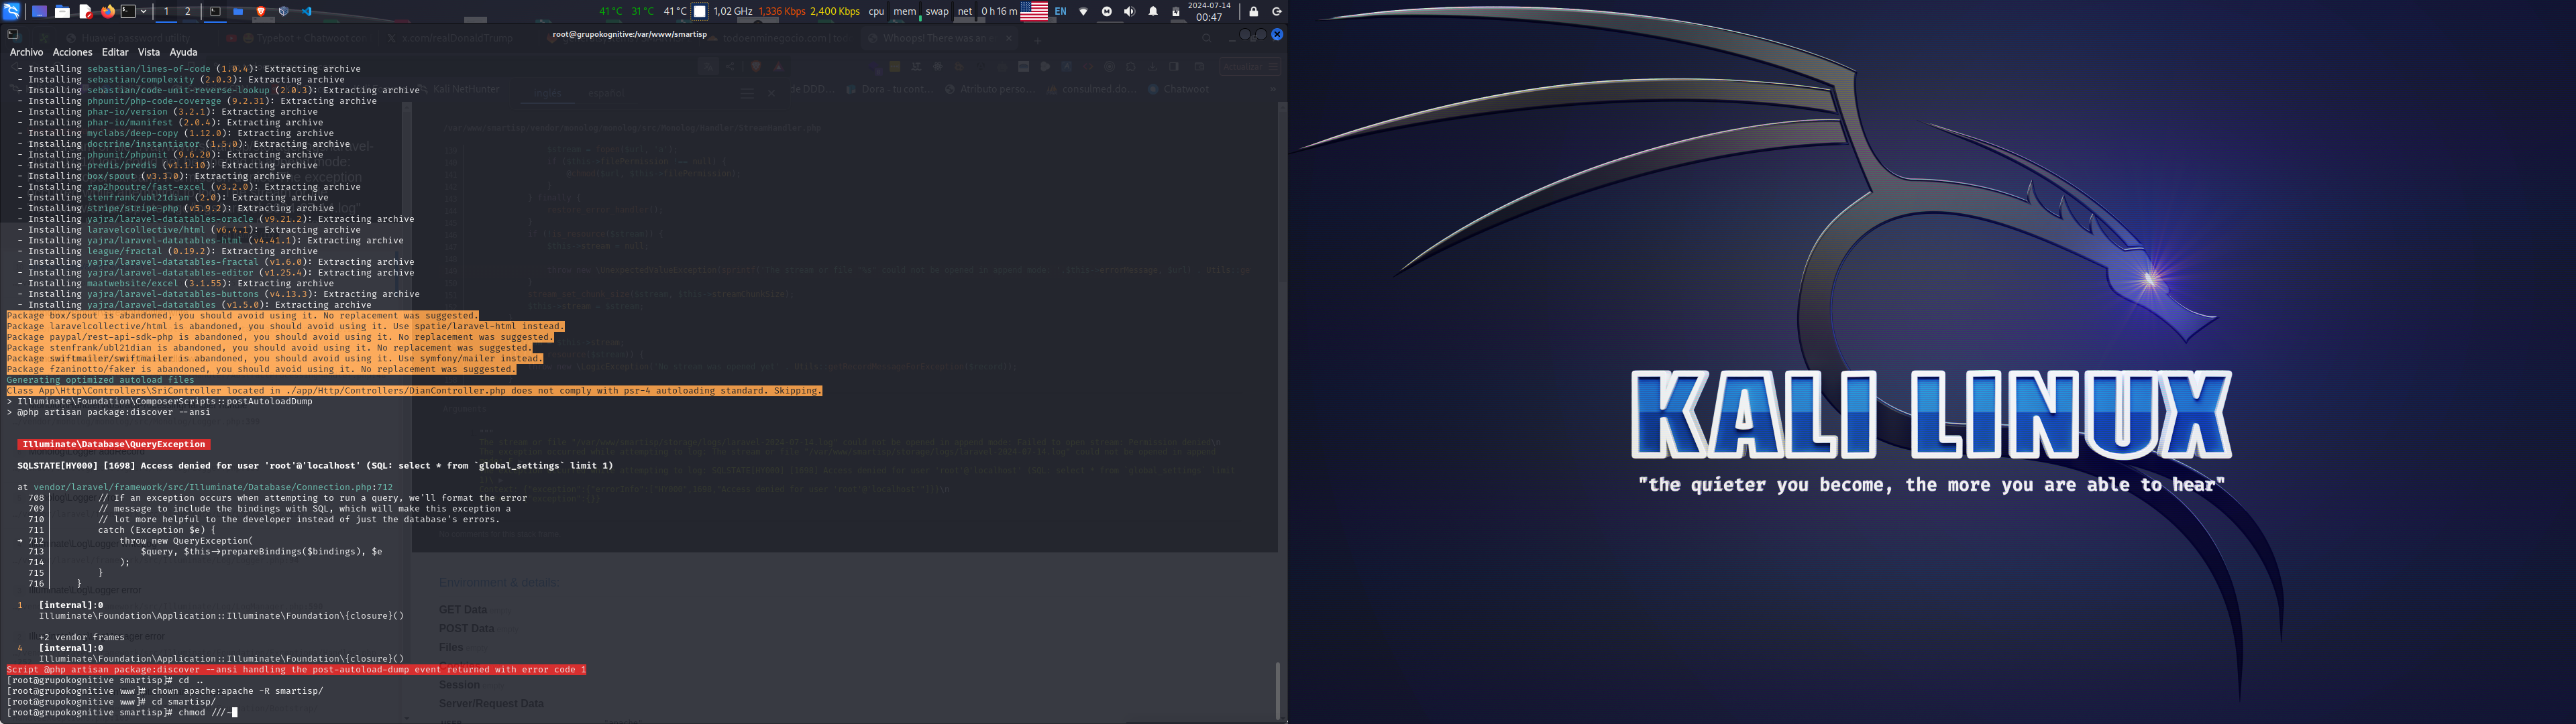 41 °C 31 °C 41 °C 1,02 GHz 1,336 Kbps 2,400 Kbps cpu mem swap net 0 h 16 m EN 2024-07-14 00:47
1 2
root@grupokognitive:/var/www/smartisp
Archivo Acciones Editar Vista Ayuda
- Installing sebastian/lines-of-code (1.0.4): Extracting archive
- Installing sebastian/complexity (2.0.3): Extracting archive
- Installing sebastian/code-unit-reverse-lookup (2.0.3): Extracting archive
- Installing phpunit/php-code-coverage (9.2.31): Extracting archive
- Installing phar-io/version (3.2.1): Extracting archive
- Installing phar-io/manifest (2.0.4): Extracting archive
- Installing myclabs/deep-copy (1.12.0): Extracting archive
- Installing doctrine/instantiator (1.5.0): Extracting archive
- Installing phpunit/phpunit (9.6.20): Extracting archive
- Installing predis/predis (v1.1.10): Extracting archive
- Installing box/spout (v3.3.0): Extracting archive
- Installing rap2hpoutre/fast-excel (v3.2.0): Extracting archive
- Installing stenfrank/ubl21dian (2.0): Extracting archive
- Installing stripe/stripe-php (v5.9.2): Extracting archive
- Installing yajra/laravel-datatables-oracle (v9.21.2): Extracting archive
- Installing laravelcollective/html (v6.4.1): Extracting archive
- Installing yajra/laravel-datatables-html (v4.41.1): Extracting archive
- Installing league/fractal (0.19.2): Extracting archive
- Installing yajra/laravel-datatables-fractal (v1.6.0): Extracting archive
- Installing yajra/laravel-datatables-editor (v1.25.4): Extracting archive
- Installing maatwebsite/excel (3.1.55): Extracting archive
- Installing yajra/laravel-datatables-buttons (v4.13.3): Extracting archive
- Installing yajra/laravel-datatables (v1.5.0): Extracting archive
Package box/spout is abandoned, you should avoid using it. No replacement was suggested.
Package laravelcollective/html is abandoned, you should avoid using it. Use spatie/laravel-html instead.
Package paypal/rest-api-sdk-php is abandoned, you should avoid using it. No replacement was suggested.
Package stenfrank/ubl21dian is abandoned, you should avoid using it. No replacement was suggested.
Package swiftmailer/swiftmailer is abandoned, you should avoid using it. Use symfony/mailer instead.
Package fzaninotto/faker is abandoned, you should avoid using it. No replacement was suggested.
Generating optimized autoload files
Class App\Http\Controllers\SriController located in ./app/Http/Controllers/DianController.php does not comply with psr-4 autoloading standard. Skipping.
> Illuminate\Foundation\ComposerScripts::postAutoloadDump
> @php artisan package:discover --ansi
Illuminate\Database\QueryException
SQLSTATE[HY000] [1698] Access denied for user 'root'@'localhost' (SQL: select * from `global_settings` limit 1)
at vendor/laravel/framework/src/Illuminate/Database/Connection.php:712
708 // If an exception occurs when attempting to run a query, we'll format the error
709 // message to include the bindings with SQL, which will make this exception a
710 // lot more helpful to the developer instead of just the database's errors.
711 catch (Exception $e) {
➜ 712 throw new QueryException(
713 $query, $this->prepareBindings($bindings), $e
714 );
715 }
716 }
1 [internal]:0
Illuminate\Foundation\Application::Illuminate\Foundation\{closure}()
+2 vendor frames
4 [internal]:0
Illuminate\Foundation\Application::Illuminate\Foundation\{closure}()
Script @php artisan package:discover --ansi handling the post-autoload-dump event returned with error code 1
[root@grupokognitive smartisp]# cd ..
[root@grupokognitive www]# chown apache:apache -R smartisp/
[root@grupokognitive www]# cd smartisp/
[root@grupokognitive smartisp]# chmod ///-
Environment & details:
GET Data
POST Data
Files
Session
Server/Request Data
KALI LINUX
"the quieter you become, the more you are able to hear"